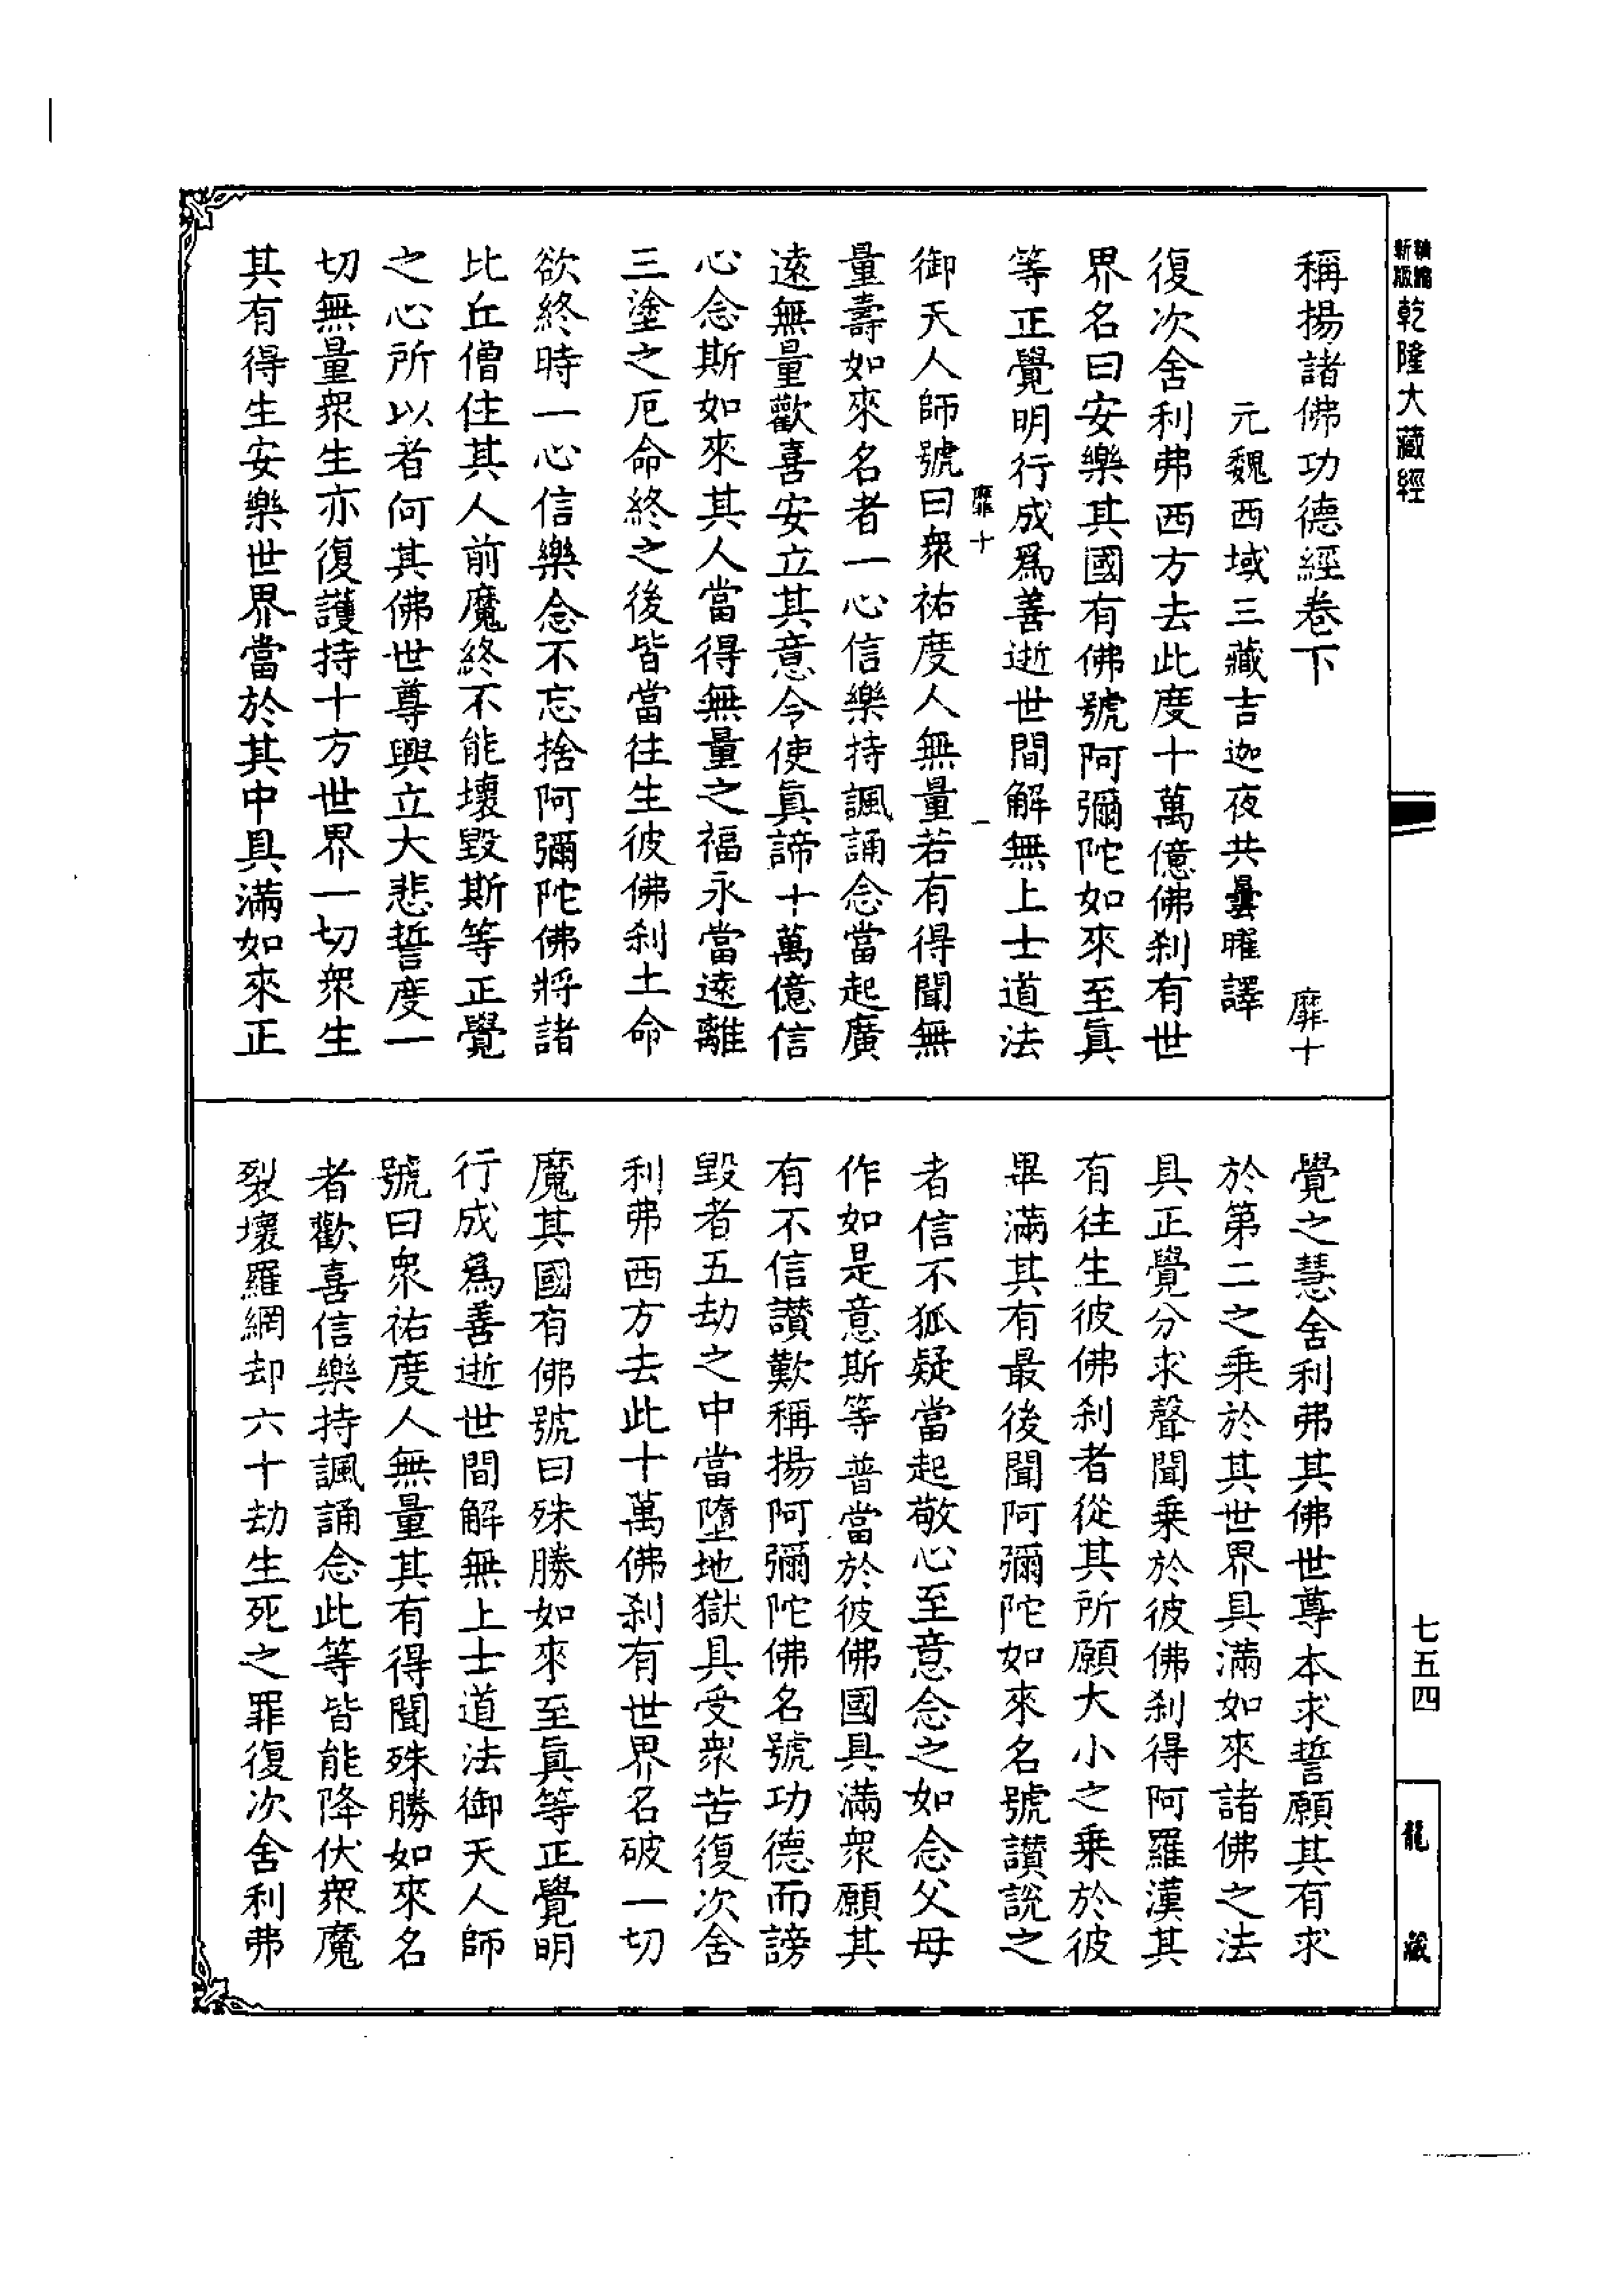 精縮
新版
乾隆大藏經
稱揚諸佛功德經卷下
靡十
元魏西域三藏吉迦夜共曇曜譯
復次舍利弗西方去此度十萬億佛刹有世
界名曰安樂其國有佛號阿彌陀如來至眞
等正覺明行成爲善逝世間解無上士道法
靡十
一
御天人師號曰衆祐度人無量若有得聞無
量壽如來名者一心信樂持諷誦念當起廣
遠無量歡喜安立其意令使眞諦十萬億信
心念斯如來其人當得無量之福永當遠離
三塗之厄命終之後皆當往生彼佛刹土命
欲終時一心信樂念不忘捨阿彌陀佛將諸
比丘僧住其人前魔終不能壞毀斯等正覺
之心所以者何其佛世尊興立大悲誓度一
切無量衆生亦復護持十方世界一切衆生
其有得生安樂世界當於其中具滿如來正
覺之慧舍利弗其佛世尊本求誓願其有求
於第二之乘於其世界具滿如來諸佛之法
具正覺分求聲聞乘於彼佛刹得阿羅漢其
有往生彼佛刹者從其所願大小之乘於彼
畢滿其有最後聞阿彌陀如來名號讚說之
者信不狐疑當起敬心至意念之如念父母
作如是意斯等普當於彼佛國具滿衆願其
有不信讚歎稱揚阿彌陀佛名號功德而謗
毀者五劫之中當墮地獄具受衆苦復次舍
利弗西方去此十萬佛刹有世界名破一切
魔其國有佛號曰殊勝如來至眞等正覺明
行成爲善逝世間解無上士道法御天人師
號曰衆祐度人無量其有得聞殊勝如來名
者歡喜信樂持諷誦念此等皆能降伏衆魔
裂壞羅網却六十劫生死之罪復次舍利弗
七五四
龍藏